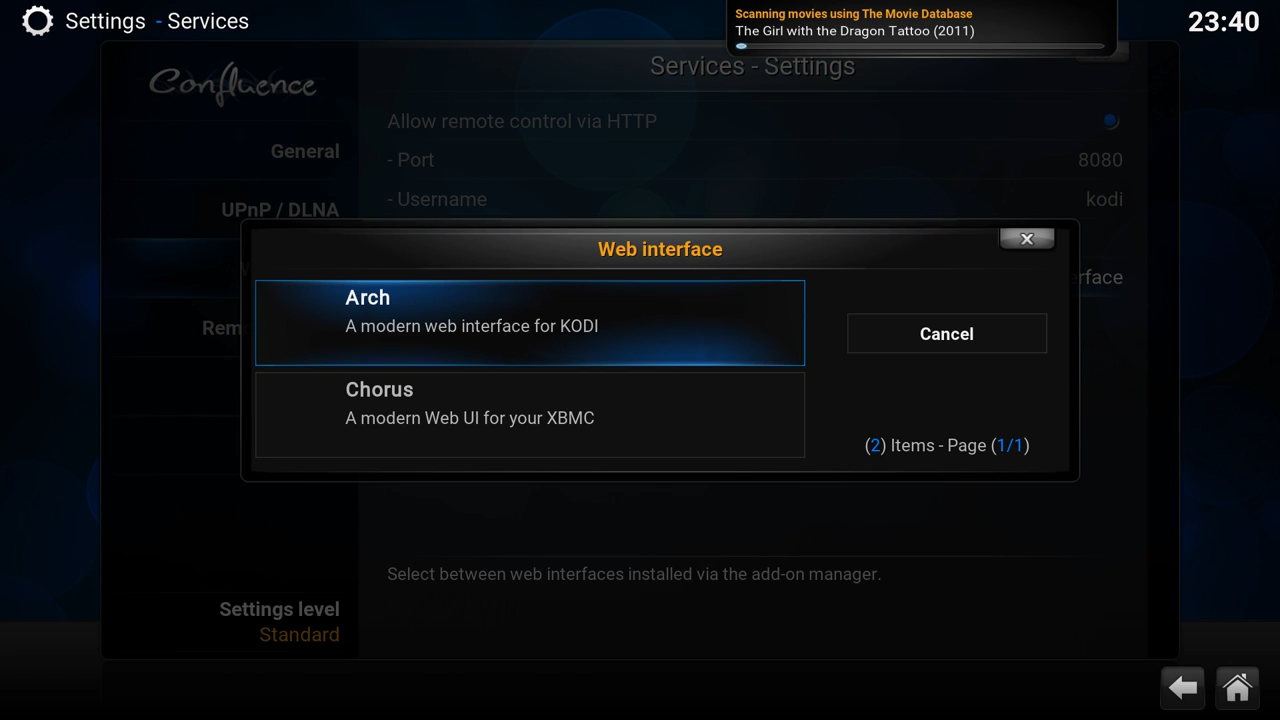 Settings - Services
Scanning movies using The Movie Database
The Girl with the Dragon Tattoo (2011)
23:40
Confluence
Services - Settings
General
UPnP / DLNA
Rem
Allow remote control via HTTP
- Port 8080
- Username kodi
rface
Web interface
Arch
A modern web interface for KODI
Chorus
A modern Web UI for your XBMC
Cancel
(2) Items - Page (1/1)
Select between web interfaces installed via the add-on manager.
Settings level
Standard